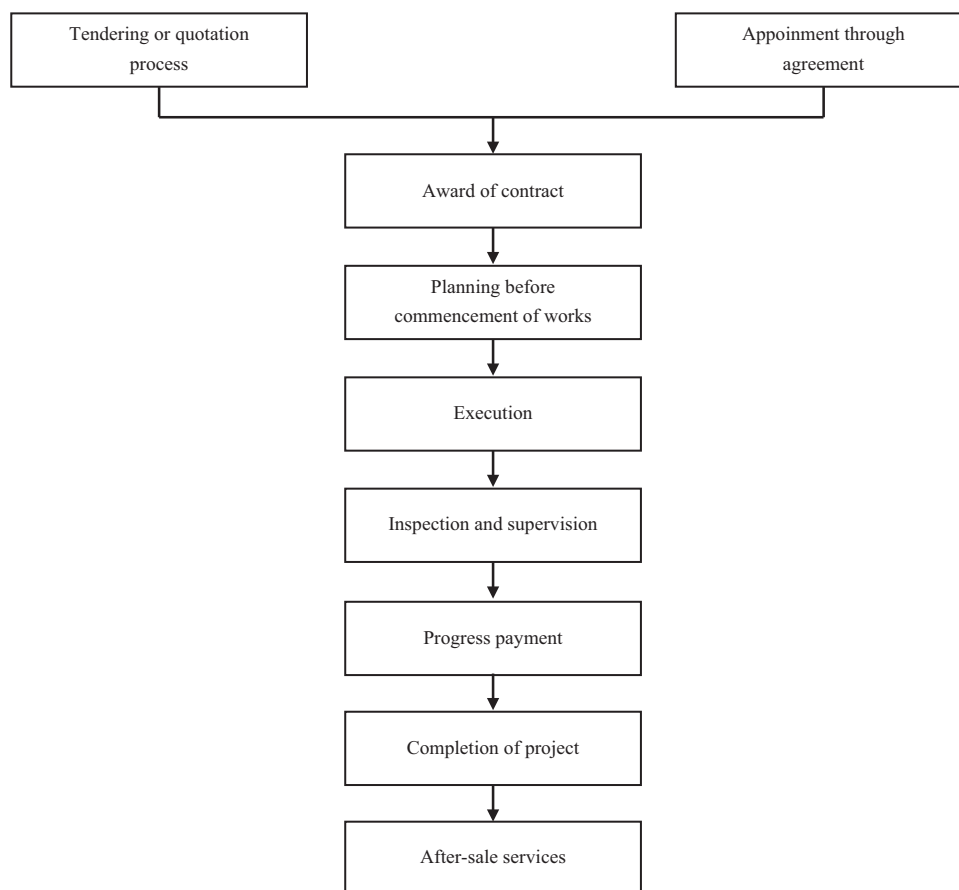 Tendering or quotation
process
Appoinment through
agreement
Award of contract
Planning before
commencement of works
Execution
Inspection and supervision
Progress payment
Completion of project
After-sale services